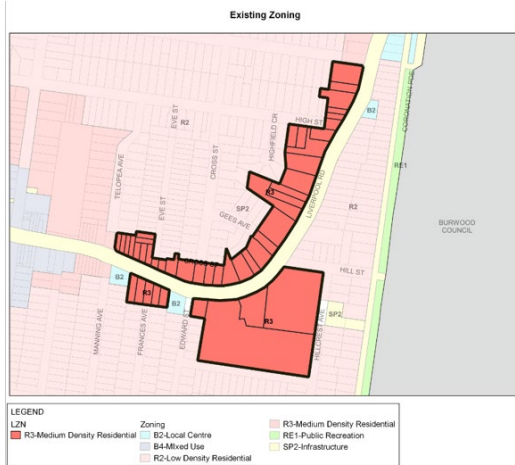 Existing Zoning
CORONATION PDE
B2
EVE ST
HIGH ST
R2
HIGHFIELD CR
CROSS ST
RE1
TELOPEA AVE
R3
LIVERPOOL RD
EVE ST
SP2
R2
GEES AVE
BURWOOD
COUNCIL
HILL ST
B2
R3
B2
SP2
R3
MANNING AVE
FRANCES AVE
EDWARD ST
HILLCREST AVE
LEGEND
LZN
R3-Medium Density Residential
Zoning
B2-Local Centre
B4-Mixed Use
R2-Low Density Residential
R3-Medium Density Residential
RE1-Public Recreation
SP2-Infrastructure